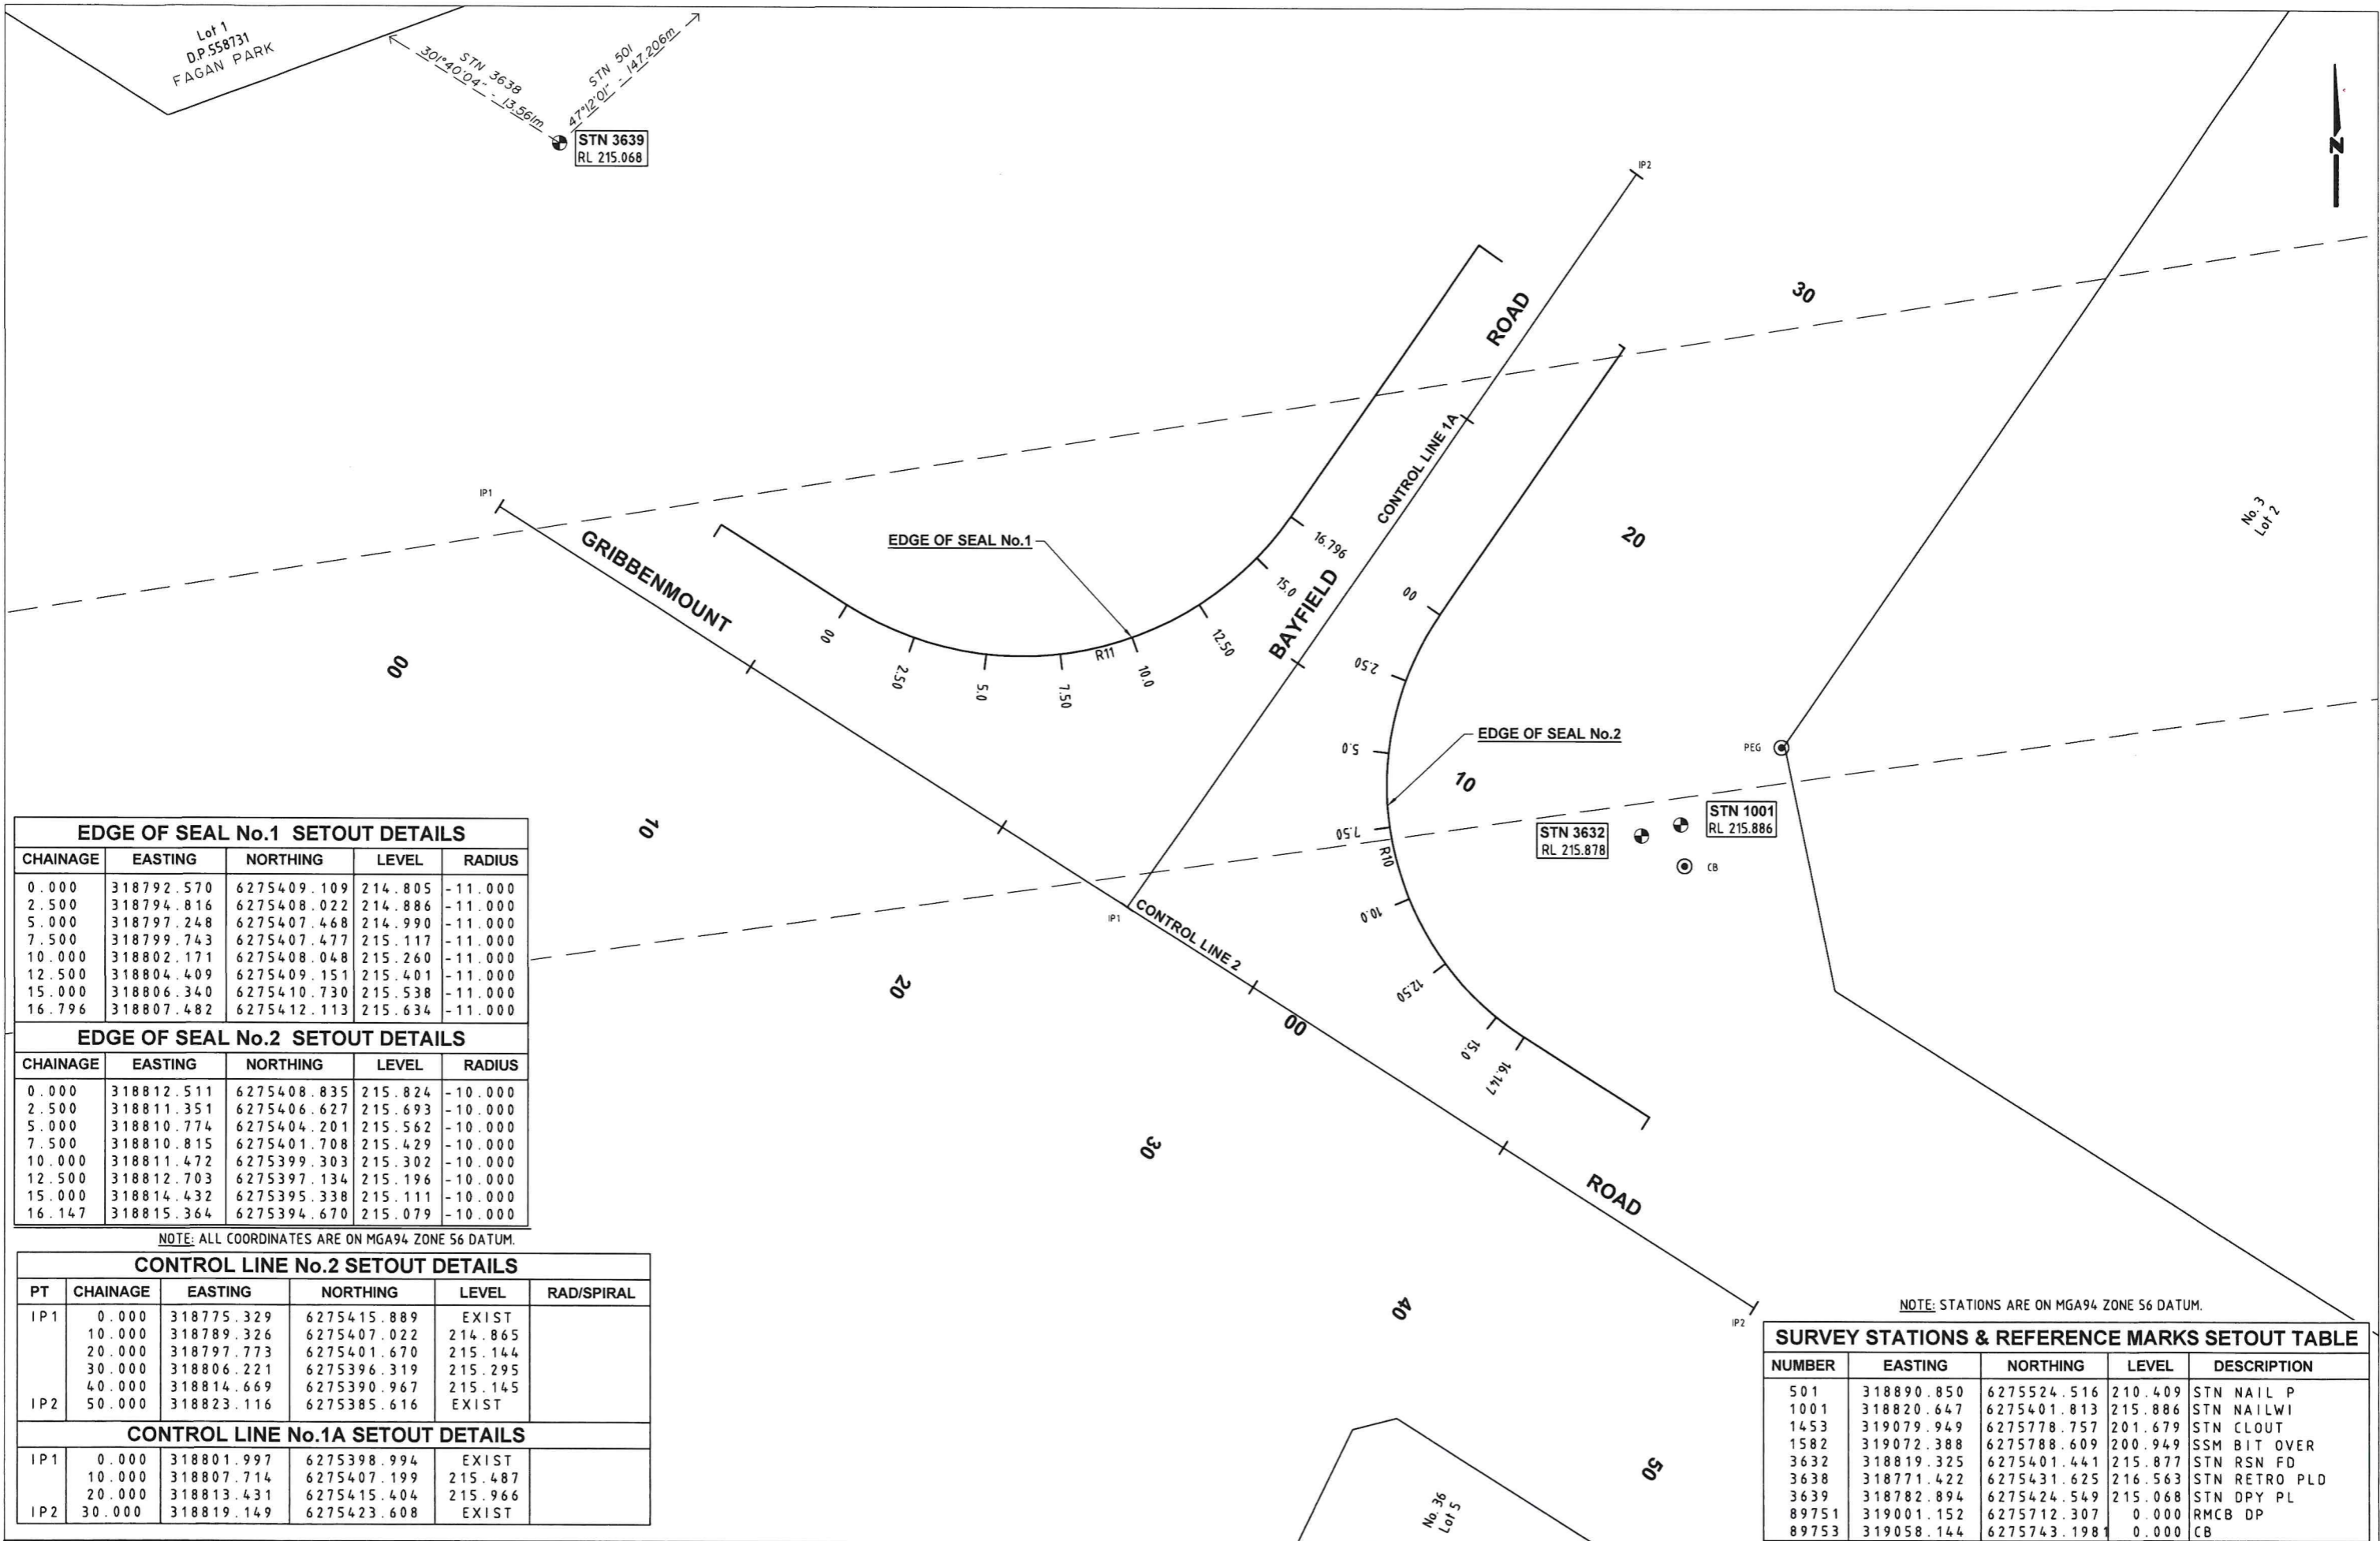 Lot 1
D.P.558731
FAGAN PARK
STN 3638
301°40'04" - 13.561m
STN 501
47°12'01" - 147.206m
STN 3639
RL 215.068
N
IP2
30
ROAD
CONTROL LINE 1A
20
No. 3
Lot 2
IP1
GRIBBENMOUNT
EDGE OF SEAL No.1
00
2.50
5.0
7.50
R11
10.0
12.50
15.0
16.796
BAYFIELD
00
2.50
5.0
7.50
R10
10.0
12.50
15.0
16.147
EDGE OF SEAL No.2
10
PEG
STN 1001
RL 215.886
STN 3632
RL 215.878
CB
00
10
20
30
40
50
IP1
CONTROL LINE 2
00
ROAD
IP2
No. 36
Lot 5
EDGE OF SEAL No.1 SETOUT DETAILS
CHAINAGE EASTING NORTHING LEVEL RADIUS
0.000 318792.570 6275409.109 214.805 -11.000
2.500 318794.816 6275408.022 214.886 -11.000
5.000 318797.248 6275407.468 214.990 -11.000
7.500 318799.743 6275407.477 215.117 -11.000
10.000 318802.171 6275408.048 215.260 -11.000
12.500 318804.409 6275409.151 215.401 -11.000
15.000 318806.340 6275410.730 215.538 -11.000
16.796 318807.482 6275412.113 215.634 -11.000
EDGE OF SEAL No.2 SETOUT DETAILS
CHAINAGE EASTING NORTHING LEVEL RADIUS
0.000 318812.511 6275408.835 215.824 -10.000
2.500 318811.351 6275406.627 215.693 -10.000
5.000 318810.774 6275404.201 215.562 -10.000
7.500 318810.815 6275401.708 215.429 -10.000
10.000 318811.472 6275399.303 215.302 -10.000
12.500 318812.703 6275397.134 215.196 -10.000
15.000 318814.432 6275395.338 215.111 -10.000
16.147 318815.364 6275394.670 215.079 -10.000
NOTE: ALL COORDINATES ARE ON MGA94 ZONE 56 DATUM.
CONTROL LINE No.2 SETOUT DETAILS
PT CHAINAGE EASTING NORTHING LEVEL RAD/SPIRAL
IP1 0.000 318775.329 6275415.889 EXIST
10.000 318789.326 6275407.022 214.865
20.000 318797.773 6275401.670 215.144
30.000 318806.221 6275396.319 215.295
40.000 318814.669 6275390.967 215.145
IP2 50.000 318823.116 6275385.616 EXIST
CONTROL LINE No.1A SETOUT DETAILS
IP1 0.000 318801.997 6275398.994 EXIST
10.000 318807.714 6275407.199 215.487
20.000 318813.431 6275415.404 215.966
IP2 30.000 318819.149 6275423.608 EXIST
NOTE: STATIONS ARE ON MGA94 ZONE 56 DATUM.
SURVEY STATIONS & REFERENCE MARKS SETOUT TABLE
NUMBER EASTING NORTHING LEVEL DESCRIPTION
501 318890.850 6275524.516 210.409 STN NAIL P
1001 318820.647 6275401.813 215.886 STN NAILWI
1453 319079.949 6275778.757 201.679 STN CLOUT
1582 319072.388 6275788.609 200.949 SSM BIT OVER
3632 318819.325 6275401.441 215.877 STN RSN FD
3638 318771.422 6275431.625 216.563 STN RETRO PLD
3639 318782.894 6275424.549 215.068 STN DPY PL
89751 319001.152 6275712.307 0.000 RMCB DP
89753 319058.144 6275743.1981 0.000 CB